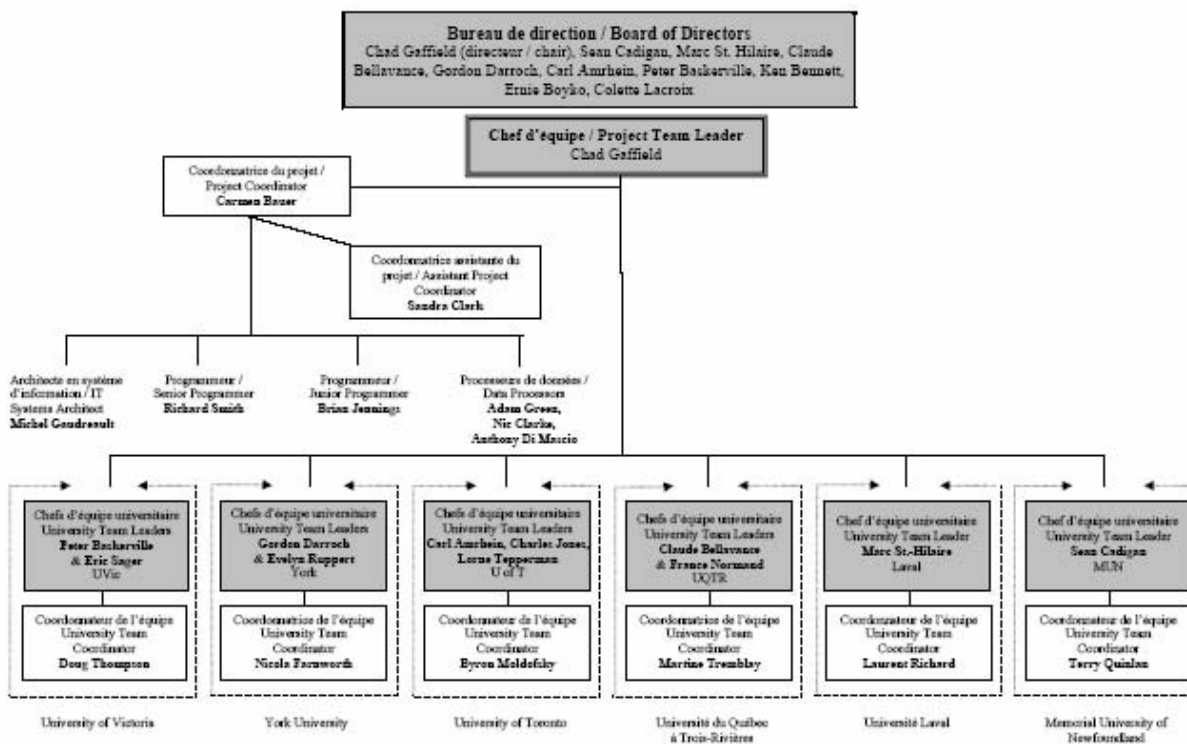 Bureau de direction / Board of Directors
Chad Gaffield (directeur / chair), Sean Cadigan, Marc St. Hilaire, Claude
Bellavance, Gordon Darroch, Carl Amrhein, Peter Baskerville, Ken Bennett,
Ernie Boyko, Colette Lacroix
Chef d'équipe / Project Team Leader
Chad Gaffield
Coordonnatrice du projet /
Project Coordinator
Carmen Bauer
Coordonnatrice assistante du
projet / Assistant Project
Coordinator
Sandra Clark
Architecte en système
d'information / IT
Systems Architect
Michel Gaudreault
Programmeur /
Senior Programmer
Richard Smith
Programmeur /
Junior Programmer
Brian Jennings
Processeurs de données /
Data Processors
Adam Green,
Nic Clarke,
Anthony Di Mascio
Chefs d'équipe universitaire
University Team Leaders
Peter Baskerville
& Eric Sager
UVic
Coordonnateur de l'équipe
University Team
Coordinator
Doug Thompson
University of Victoria
Chefs d'équipe universitaire
University Team Leaders
Gordon Darroch
& Evelyn Ruppert
York
Coordonnatrice de l'équipe
University Team
Coordinator
Nicola Farnworth
York University
Chefs d'équipe universitaire
University Team Leaders
Carl Amrhein, Charles Jones,
Lorne Tepperman
U of T
Coordonnateur de l'équipe
University Team
Coordinator
Byron Moldofsky
University of Toronto
Chefs d'équipe universitaire
University Team Leaders
Claude Bellavance
& France Normand
UQTR
Coordonnatrice de l'équipe
University Team
Coordinator
Martine Tremblay
Université du Québec
à Trois-Rivières
Chef d'équipe universitaire
University Team Leader
Marc St.-Hilaire
Laval
Coordonnateur de l'équipe
University Team
Coordinator
Laurent Richard
Université Laval
Chef d'équipe universitaire
University Team Leader
Sean Cadigan
MUN
Coordonnateur de l'équipe
University Team
Coordinator
Terry Quinlan
Memorial University of
Newfoundland